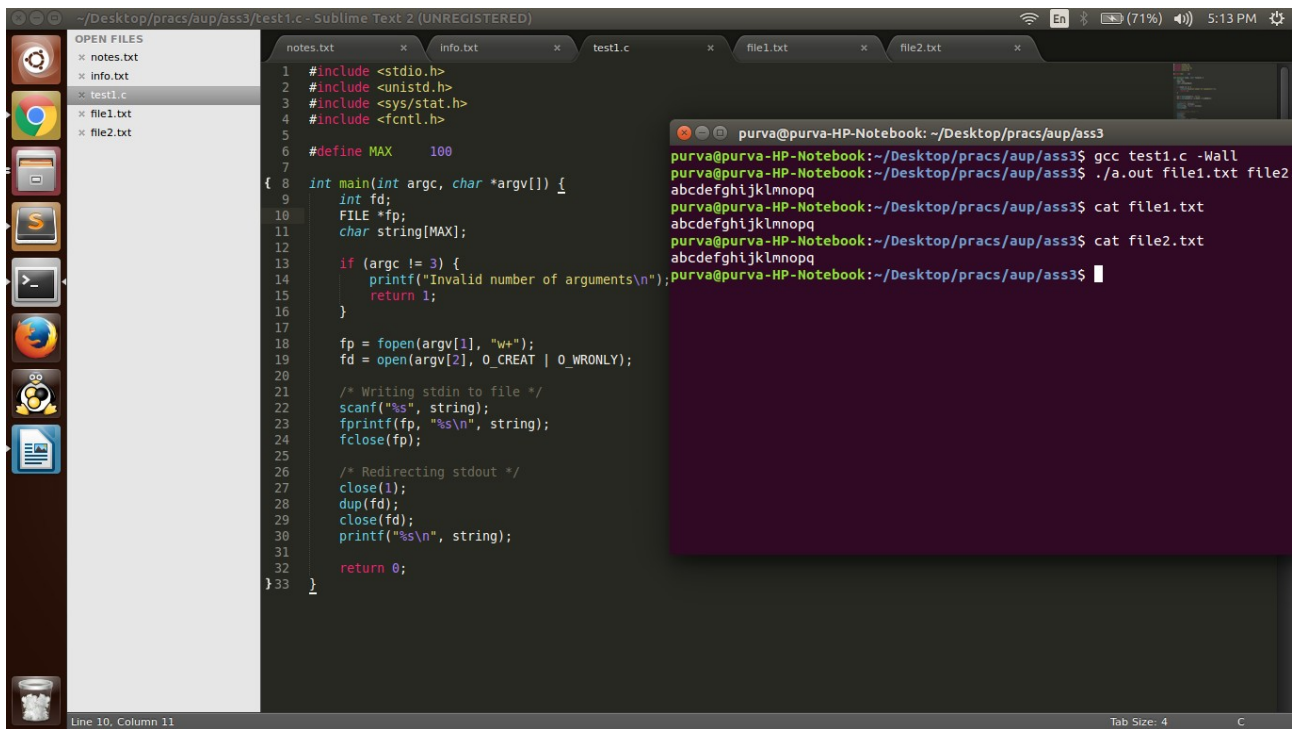 ~/Desktop/pracs/aup/ass3/test1.c - Sublime Text 2 (UNREGISTERED)
En
(71%)
5:13 PM
OPEN FILES
× notes.txt
× info.txt
× test1.c
× file1.txt
× file2.txt
notes.txt ×
info.txt ×
test1.c ×
file1.txt ×
file2.txt ×
1 #include <stdio.h>
2 #include <unistd.h>
3 #include <sys/stat.h>
4 #include <fcntl.h>
5
6 #define MAX 100
7
{ 8 int main(int argc, char *argv[]) {
9 int fd;
10 FILE *fp;
11 char string[MAX];
12
13 if (argc != 3) {
14 printf("Invalid number of arguments\n");
15 return 1;
16 }
17
18 fp = fopen(argv[1], "w+");
19 fd = open(argv[2], O_CREAT | O_WRONLY);
20
21 /* Writing stdin to file */
22 scanf("%s", string);
23 fprintf(fp, "%s\n", string);
24 fclose(fp);
25
26 /* Redirecting stdout */
27 close(1);
28 dup(fd);
29 close(fd);
30 printf("%s\n", string);
31
32 return 0;
} 33 }
purva@purva-HP-Notebook: ~/Desktop/pracs/aup/ass3
purva@purva-HP-Notebook:~/Desktop/pracs/aup/ass3$ gcc test1.c -Wall
purva@purva-HP-Notebook:~/Desktop/pracs/aup/ass3$ ./a.out file1.txt file2
abcdefghijklmnopq
purva@purva-HP-Notebook:~/Desktop/pracs/aup/ass3$ cat file1.txt
abcdefghijklmnopq
purva@purva-HP-Notebook:~/Desktop/pracs/aup/ass3$ cat file2.txt
abcdefghijklmnopq
purva@purva-HP-Notebook:~/Desktop/pracs/aup/ass3$
Line 10, Column 11
Tab Size: 4
C